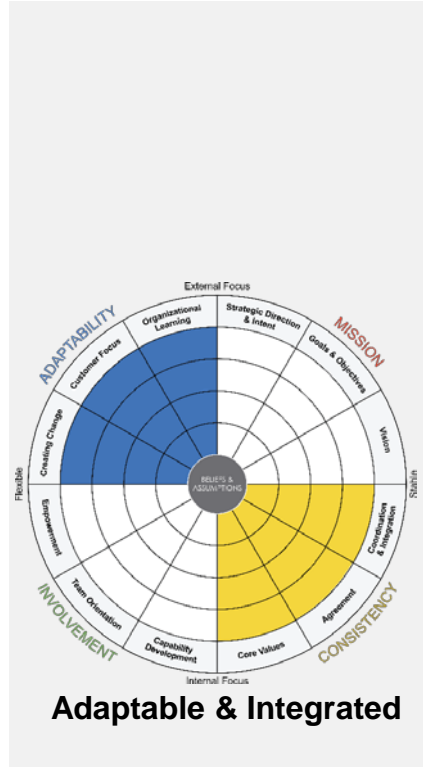 External Focus
ADAPTABILITY
MISSION
Organizational
Learning
Strategic Direction
& Intent
Customer Focus
Goals & Objectives
Creating Change
Vision
BELIEFS &
ASSUMPTIONS
Flexible
Stable
Empowerment
Coordination
& Integration
Team Orientation
Agreement
Capability
Development
Core Values
INVOLVEMENT
CONSISTENCY
Internal Focus
Adaptable & Integrated